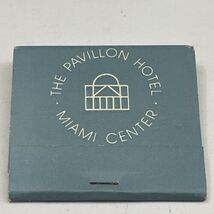 · THE PAVILLON HOTEL ·
MIAMI CENTER